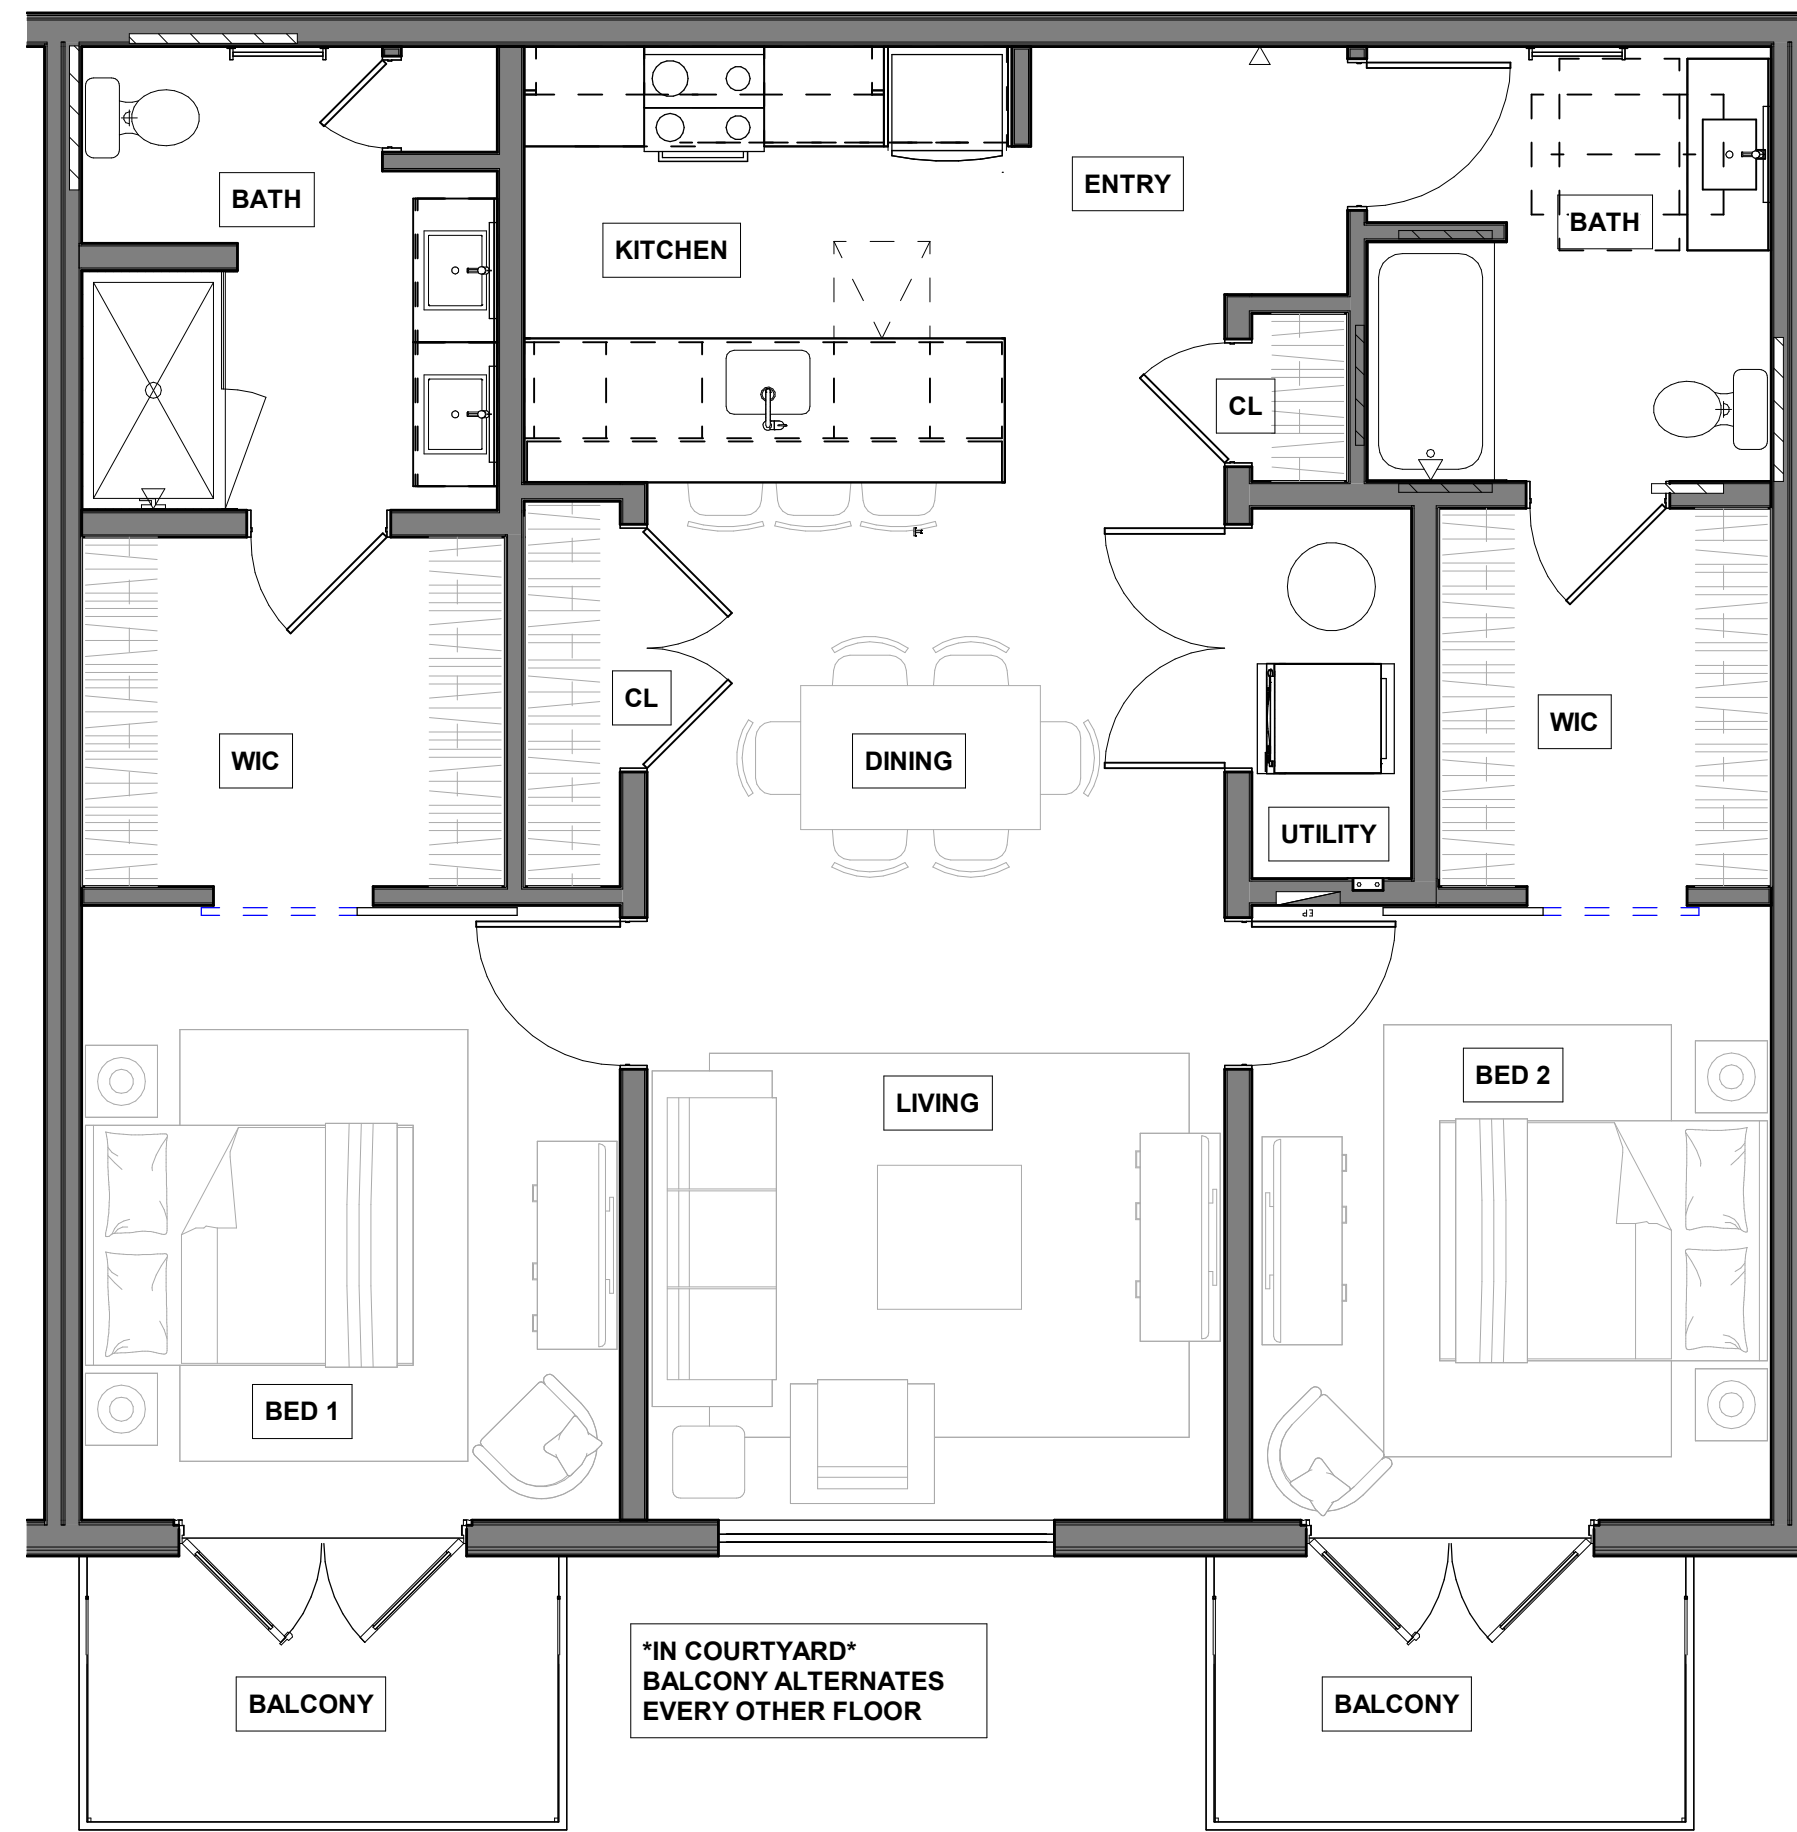 BATH
KITCHEN
ENTRY
BATH
CL
WIC
CL
DINING
WIC
UTILITY
EP
BED 1
LIVING
BED 2
BALCONY
*IN COURTYARD*
BALCONY ALTERNATES
EVERY OTHER FLOOR
BALCONY